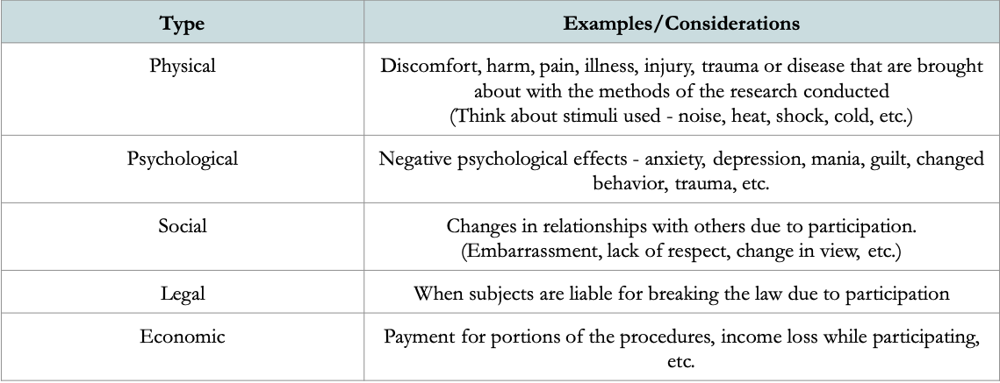 Type
Examples/Considerations
Physical
Discomfort, harm, pain, illness, injury, trauma or disease that are brought
about with the methods of the research conducted
(Think about stimuli used - noise, heat, shock, cold, etc.)
Psychological
Negative psychological effects - anxiety, depression, mania, guilt, changed
behavior, trauma, etc.
Social
Changes in relationships with others due to participation.
(Embarrassment, lack of respect, change in view, etc.)
Legal
When subjects are liable for breaking the law due to participation
Economic
Payment for portions of the procedures, income loss while participating,
etc.